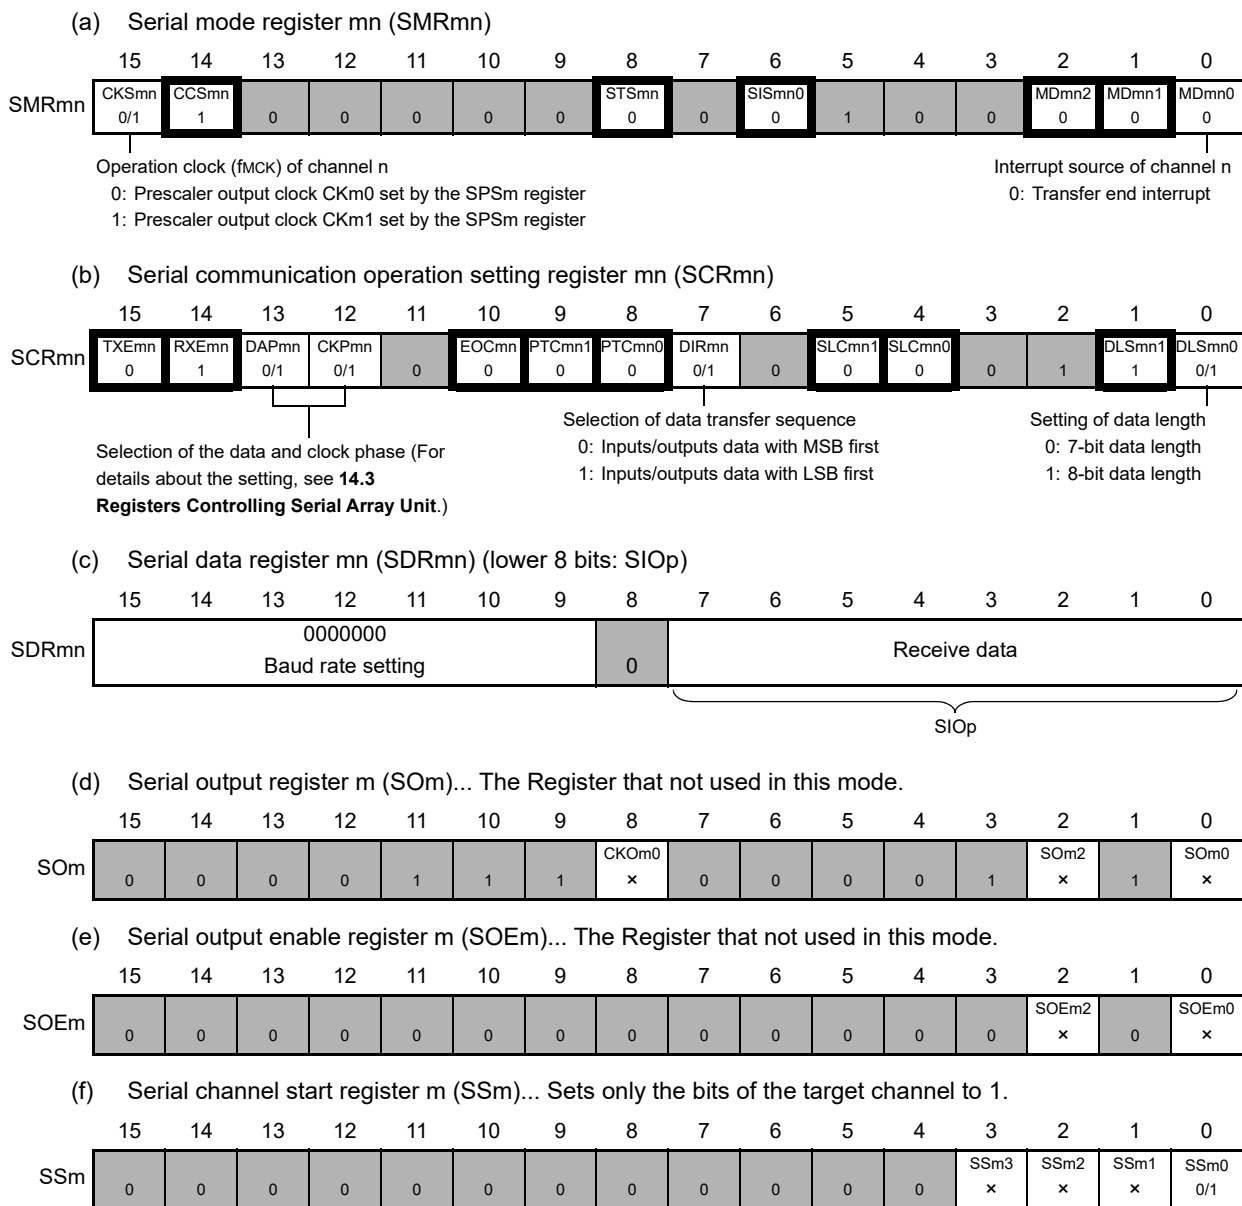 (a) Serial mode register mn (SMRmn)
15 14 13 12 11 10 9 8 7 6 5 4 3 2 1 0
SMRmn
CKSmn CCSmn STSmn SISmn0 MDmn2 MDmn1 MDmn0
0/1 1 0 0 0 0 0 0 0 0 1 0 0 0 0 0
Operation clock (fMCK) of channel n
0: Prescaler output clock CKm0 set by the SPSm register
1: Prescaler output clock CKm1 set by the SPSm register
Interrupt source of channel n
0: Transfer end interrupt
(b) Serial communication operation setting register mn (SCRmn)
15 14 13 12 11 10 9 8 7 6 5 4 3 2 1 0
SCRmn
TXEmn RXEmn DAPmn CKPmn EOCmn PTCmn1 PTCmn0 DIRmn SLCmn1 SLCmn0 DLSmn1 DLSmn0
0 1 0/1 0/1 0 0 0 0 0/1 0 0 0 0 1 1 0/1
Selection of the data and clock phase (For
details about the setting, see 14.3
Registers Controlling Serial Array Unit.)
Selection of data transfer sequence
0: Inputs/outputs data with MSB first
1: Inputs/outputs data with LSB first
Setting of data length
0: 7-bit data length
1: 8-bit data length
(c) Serial data register mn (SDRmn) (lower 8 bits: SIOp)
15 14 13 12 11 10 9 8 7 6 5 4 3 2 1 0
SDRmn
0000000
Baud rate setting
0
Receive data
SIOp
(d) Serial output register m (SOm)... The Register that not used in this mode.
15 14 13 12 11 10 9 8 7 6 5 4 3 2 1 0
SOm
CKOm0 SOm2 SOm0
0 0 0 0 1 1 1 × 0 0 0 0 1 × 1 ×
(e) Serial output enable register m (SOEm)... The Register that not used in this mode.
15 14 13 12 11 10 9 8 7 6 5 4 3 2 1 0
SOEm
SOEm2 SOEm0
0 0 0 0 0 0 0 0 0 0 0 0 0 × 0 ×
(f) Serial channel start register m (SSm)... Sets only the bits of the target channel to 1.
15 14 13 12 11 10 9 8 7 6 5 4 3 2 1 0
SSm
SSm3 SSm2 SSm1 SSm0
0 0 0 0 0 0 0 0 0 0 0 0 × × × 0/1